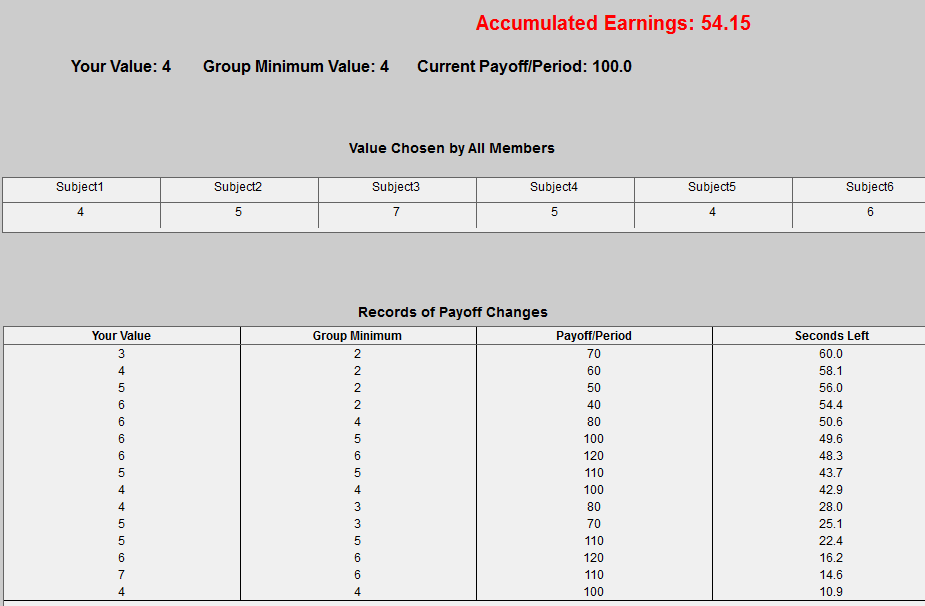 Accumulated Earnings: 54.15
Your Value: 4 Group Minimum Value: 4 Current Payoff/Period: 100.0
Value Chosen by All Members
Subject1 Subject2 Subject3 Subject4 Subject5 Subject6
4 5 7 5 4 6
Records of Payoff Changes
Your Value Group Minimum Payoff/Period Seconds Left
3 2 70 60.0
4 2 60 58.1
5 2 50 56.0
6 2 40 54.4
6 4 80 50.6
6 5 100 49.6
6 6 120 48.3
5 5 110 43.7
4 4 100 42.9
4 3 80 28.0
5 3 70 25.1
5 5 110 22.4
6 6 120 16.2
7 6 110 14.6
4 4 100 10.9